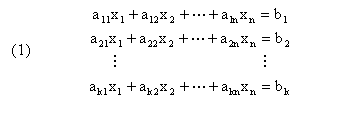 a₁₁x₁ + a₁₂x₂ + ⋯ + a₁ₙxₙ = b₁
(1) a₂₁x₁ + a₂₂x₂ + ⋯ + a₂ₙxₙ = b₂
⋮ ⋮
aₖ₁x₁ + aₖ₂x₂ + ⋯ + aₖₙxₙ = bₖ